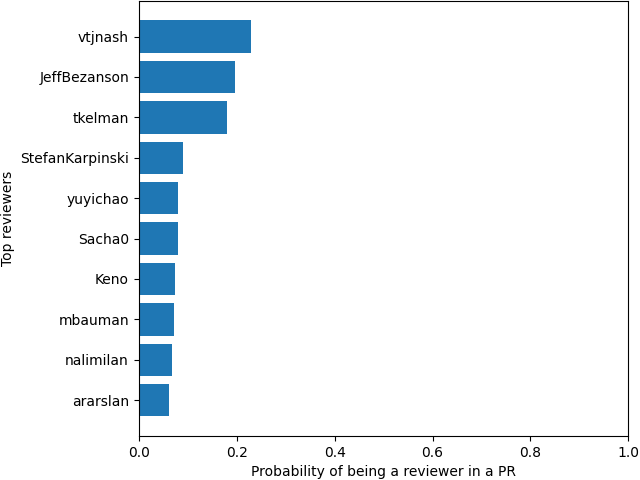 Top reviewers
vtjnash
JeffBezanson
tkelman
StefanKarpinski
yuyichao
Sacha0
Keno
mbauman
nalimilan
ararslan
0.0 0.2 0.4 0.6 0.8 1.0
Probability of being a reviewer in a PR